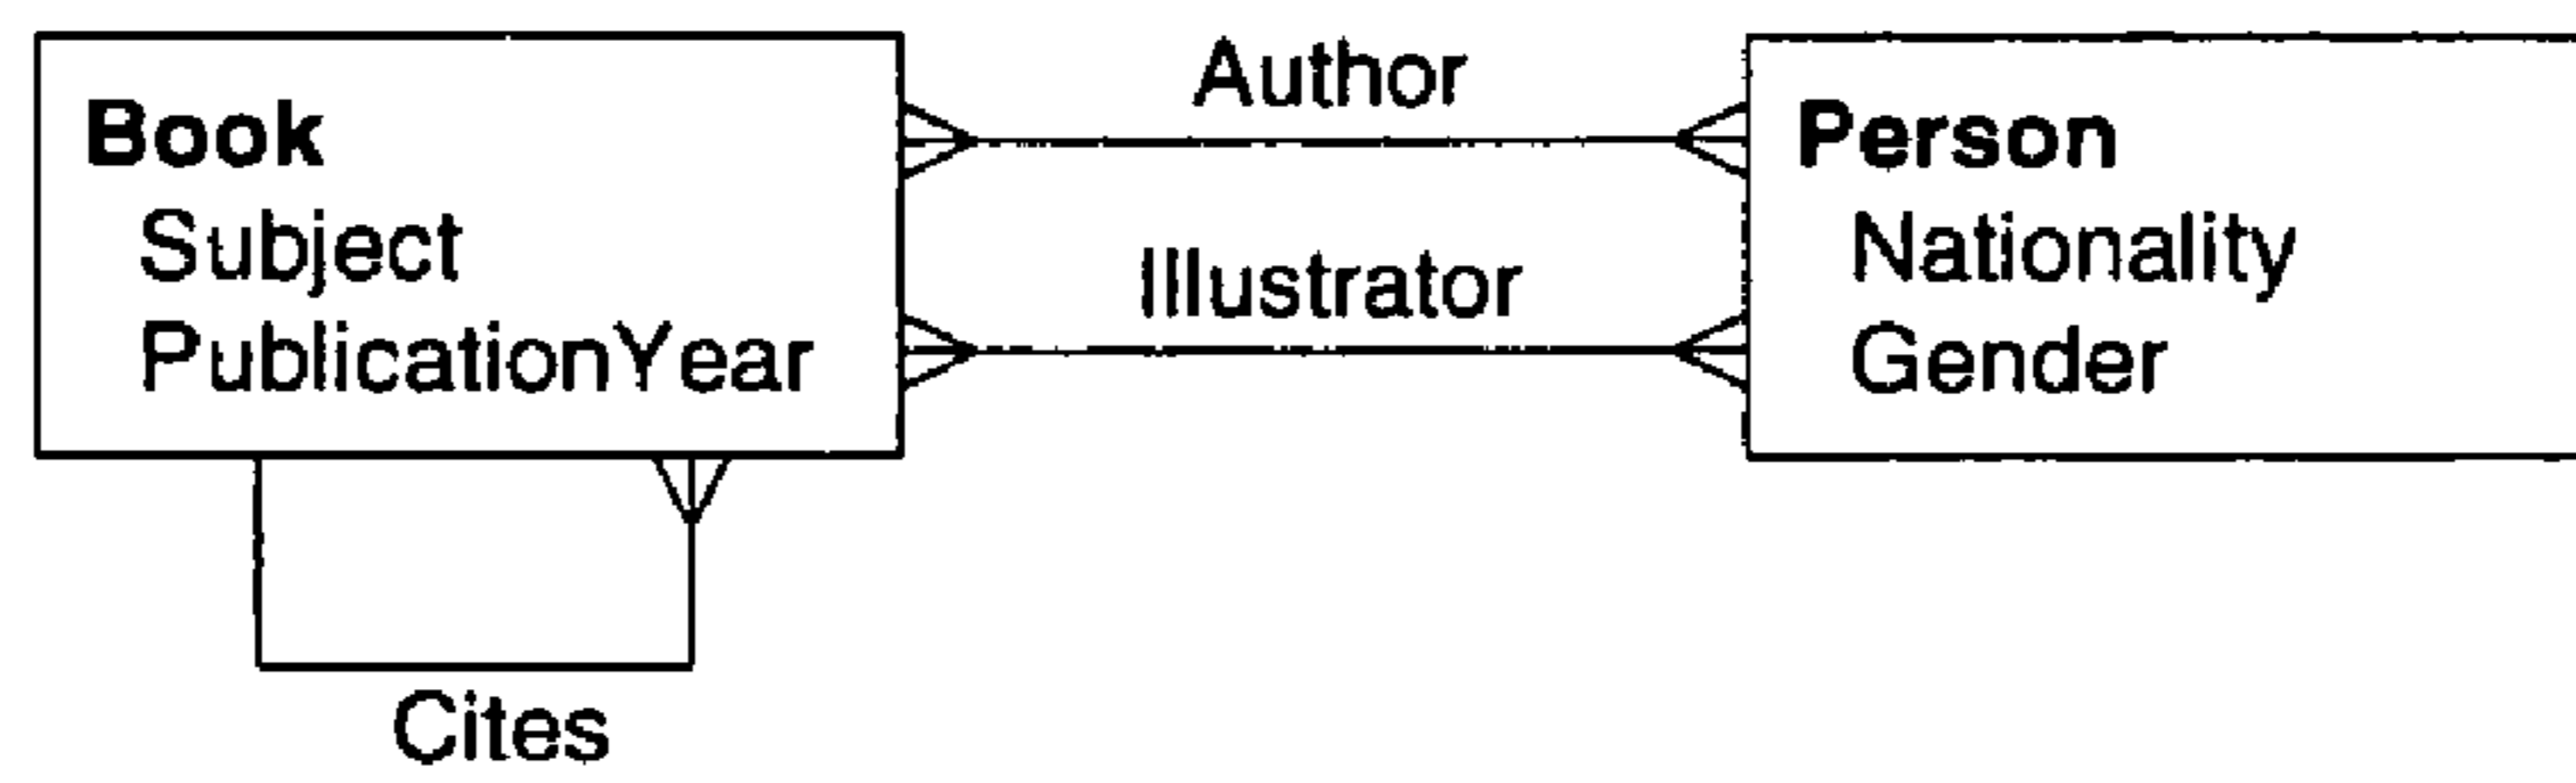 Book
Subject
PublicationYear
Author
Illustrator
Person
Nationality
Gender
Cites